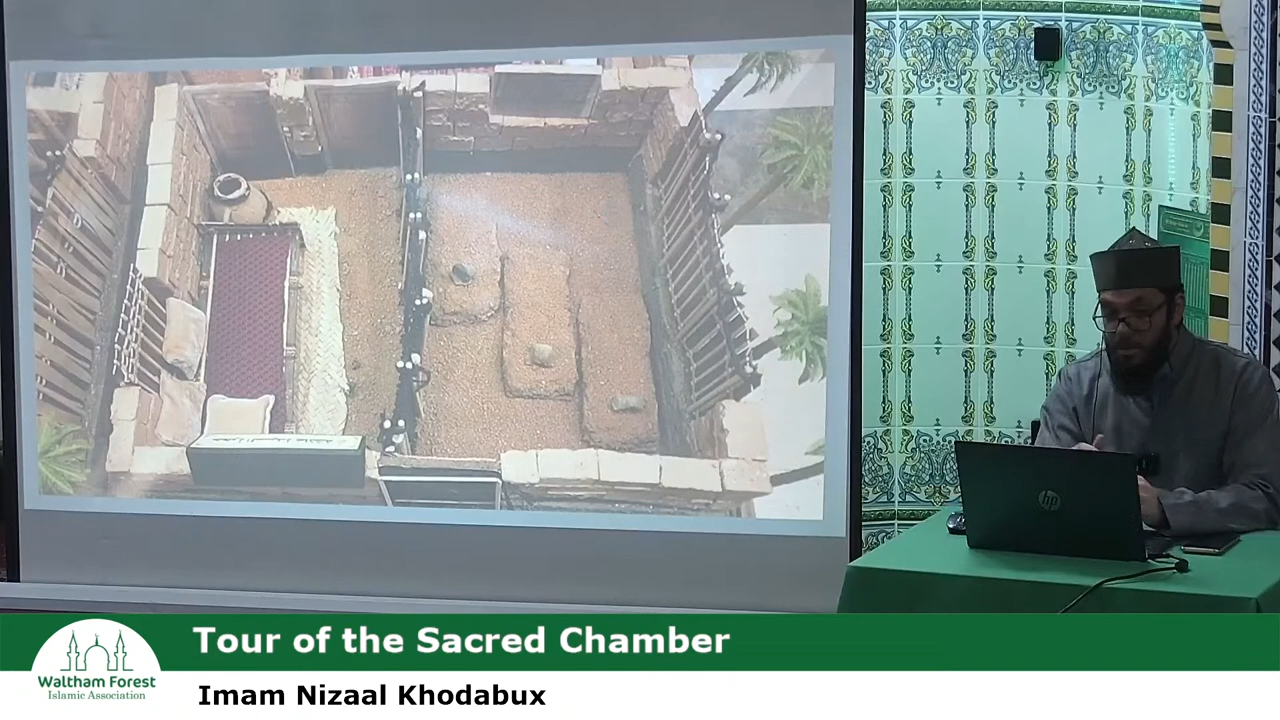 hp
Tour of the Sacred Chamber
Waltham Forest
Islamic Association
Imam Nizaal Khodabux